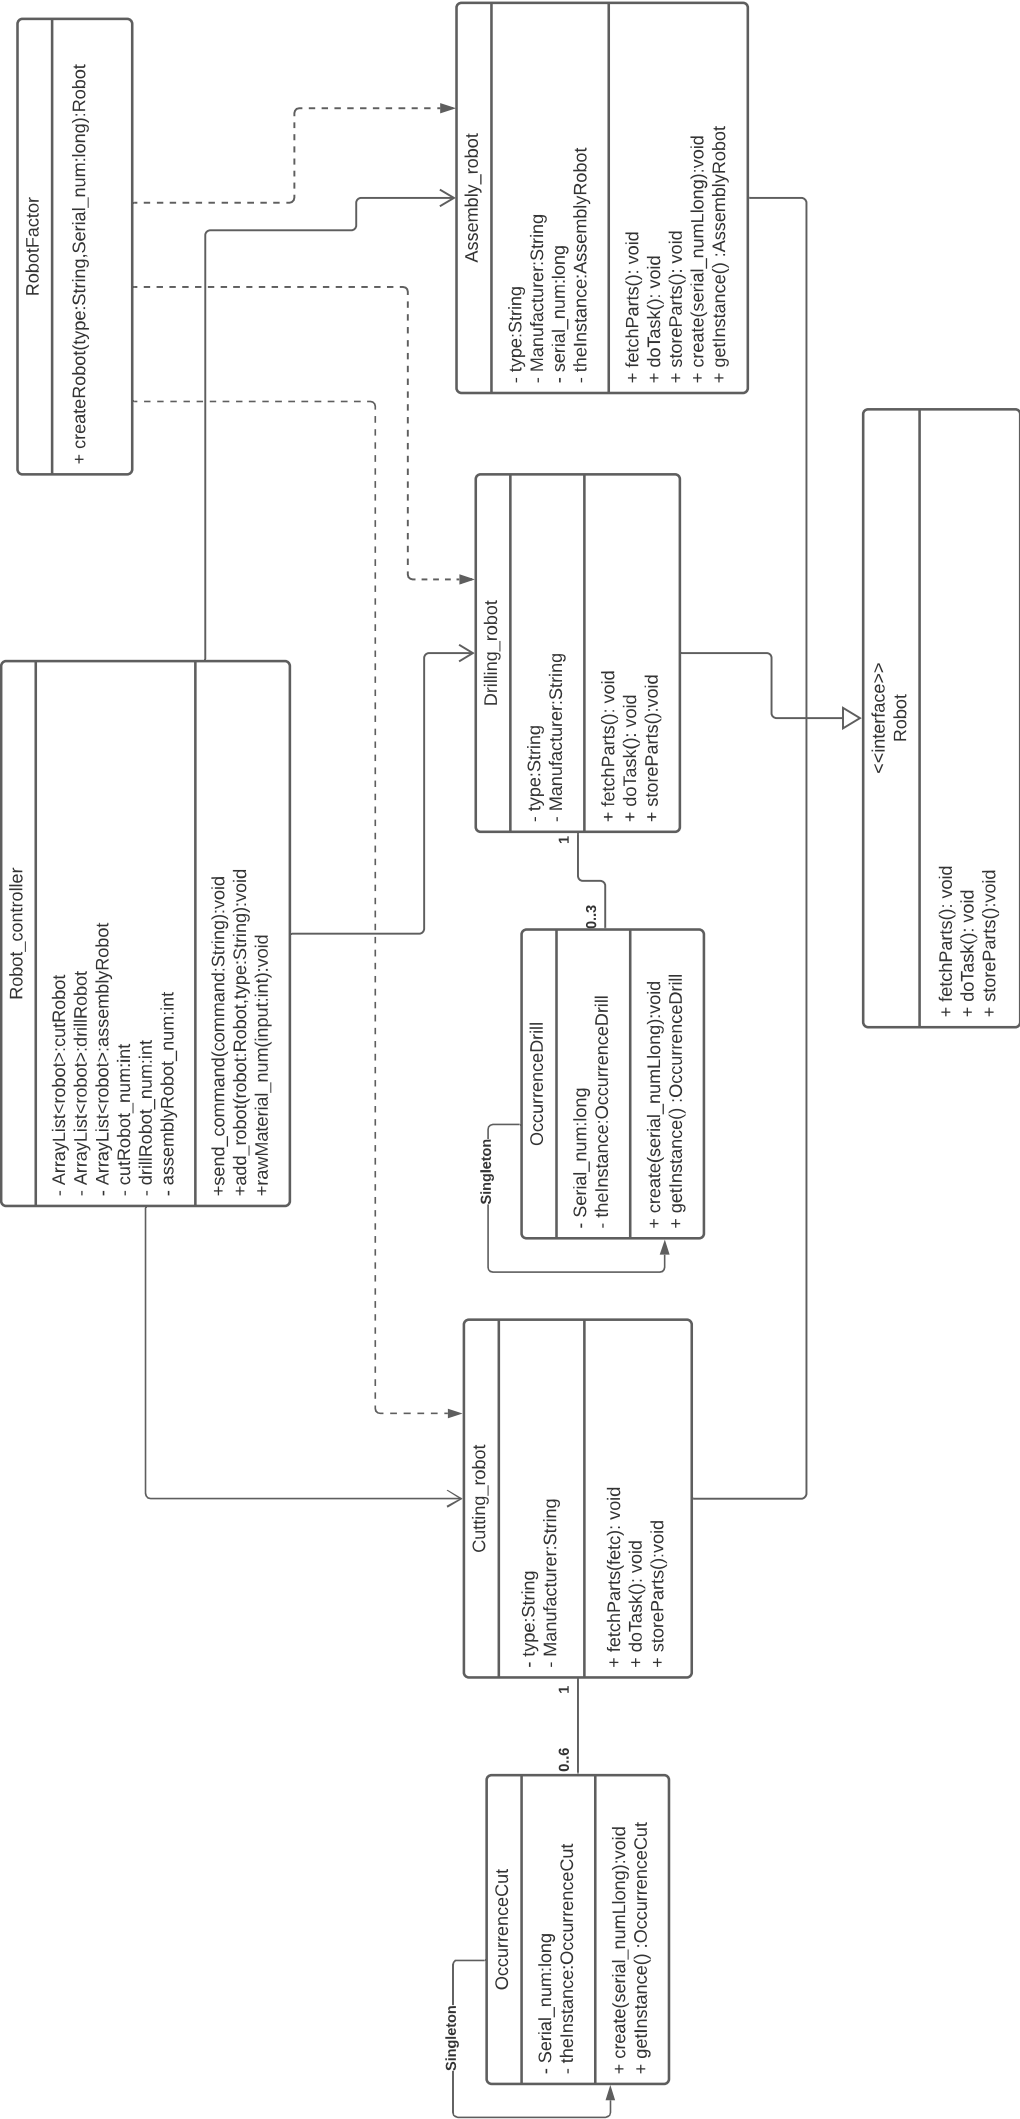 RobotFactor
+ createRobot(type:String,Serial_num:long):Robot
Robot_controller
- ArrayList<robot>:cutRobot
- ArrayList<robot>:drillRobot
- ArrayList<robot>:assemblyRobot
- cutRobot_num:int
- drillRobot_num:int
- assemblyRobot_num:int
+send_command(command:String):void
+add_robot(robot:Robot,type:String):void
+rawMaterial_num(input:int):void
Singleton
OccurrenceCut
- Serial_num:long
- theInstance:OccurrenceCut
+ create(serial_numLlong):void
+ getInstance() :OccurrenceCut
0..6
1
Cutting_robot
- type:String
- Manufacturer:String
+ fetchParts(fetc): void
+ doTask(): void
+ storeParts():void
Singleton
OccurrenceDrill
- Serial_num:long
- theInstance:OccurrenceDrill
+ create(serial_numLlong):void
+ getInstance() :OccurrenceDrill
0..3
1
Drilling_robot
- type:String
- Manufacturer:String
+ fetchParts(): void
+ doTask(): void
+ storeParts():void
Assembly_robot
- type:String
- Manufacturer:String
- serial_num:long
- theInstance:AssemblyRobot
+ fetchParts(): void
+ doTask(): void
+ storeParts(): void
+ create(serial_numLlong):void
+ getInstance() :AssemblyRobot
<<interface>>
Robot
+ fetchParts(): void
+ doTask(): void
+ storeParts():void